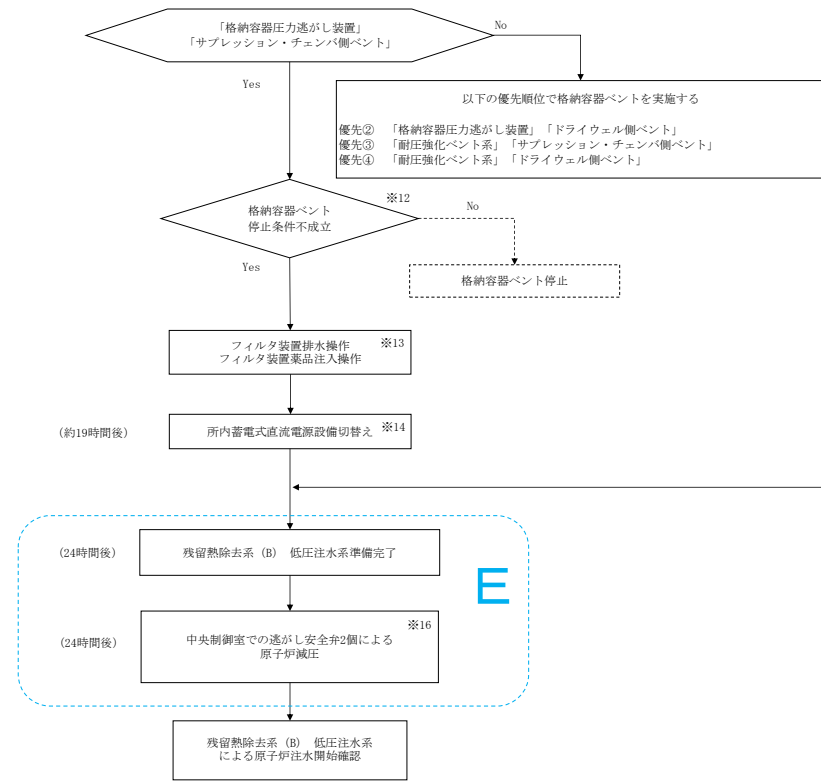 「格納容器圧力逃がし装置」
「サプレッション・チェンバ側ベント」
No
Yes
以下の優先順位で格納容器ベントを実施する
優先② 「格納容器圧力逃がし装置」「ドライウェル側ベント」
優先③ 「耐圧強化ベント系」「サプレッション・チェンバ側ベント」
優先④ 「耐圧強化ベント系」「ドライウェル側ベント」
※12
格納容器ベント
停止条件不成立
No
Yes
格納容器ベント停止
フィルタ装置排水操作
フィルタ装置薬品注入操作
※13
(約19時間後)
所内蓄電式直流電源設備切替え
※14
(24時間後)
残留熱除去系(B) 低圧注水系準備完了
E
(24時間後)
※16
中央制御室での逃がし安全弁2個による
原子炉減圧
残留熱除去系(B) 低圧注水系
による原子炉注水開始確認